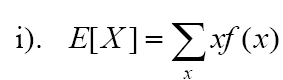 i). E[X] = ∑ₓ xf(x)